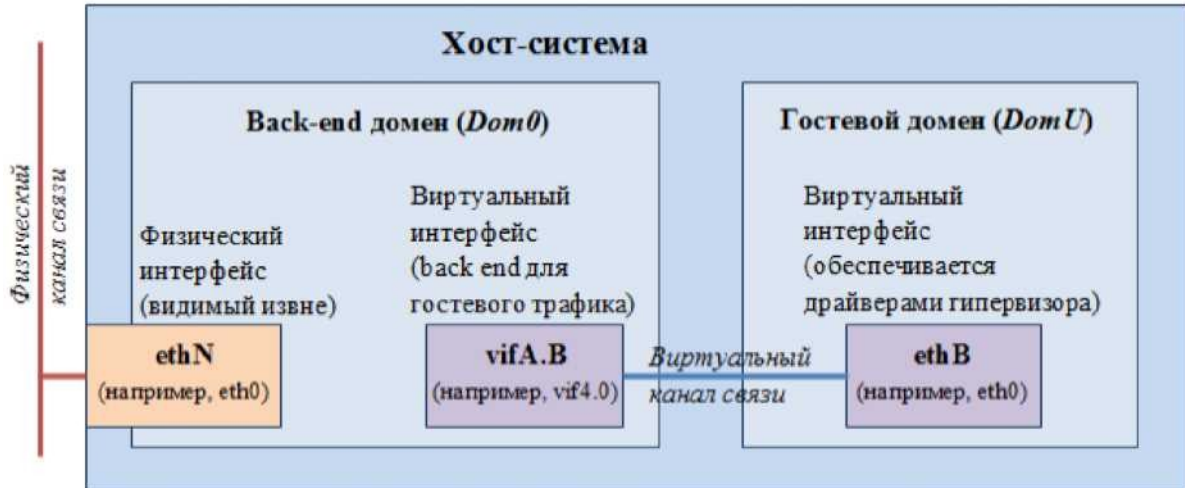 Хост-система
Back-end домен (Dom0)
Гостевой домен (DomU)
Физический
канал связи
Физический
интерфейс
(видимый извне)
Виртуальный
интерфейс
(back end для
гостевого трафика)
Виртуальный
интерфейс
(обеспечивается
драйверами гипервизора)
ethN
(например, eth0)
vifA.B
(например, vif4.0)
Виртуальный
канал связи
ethB
(например, eth0)